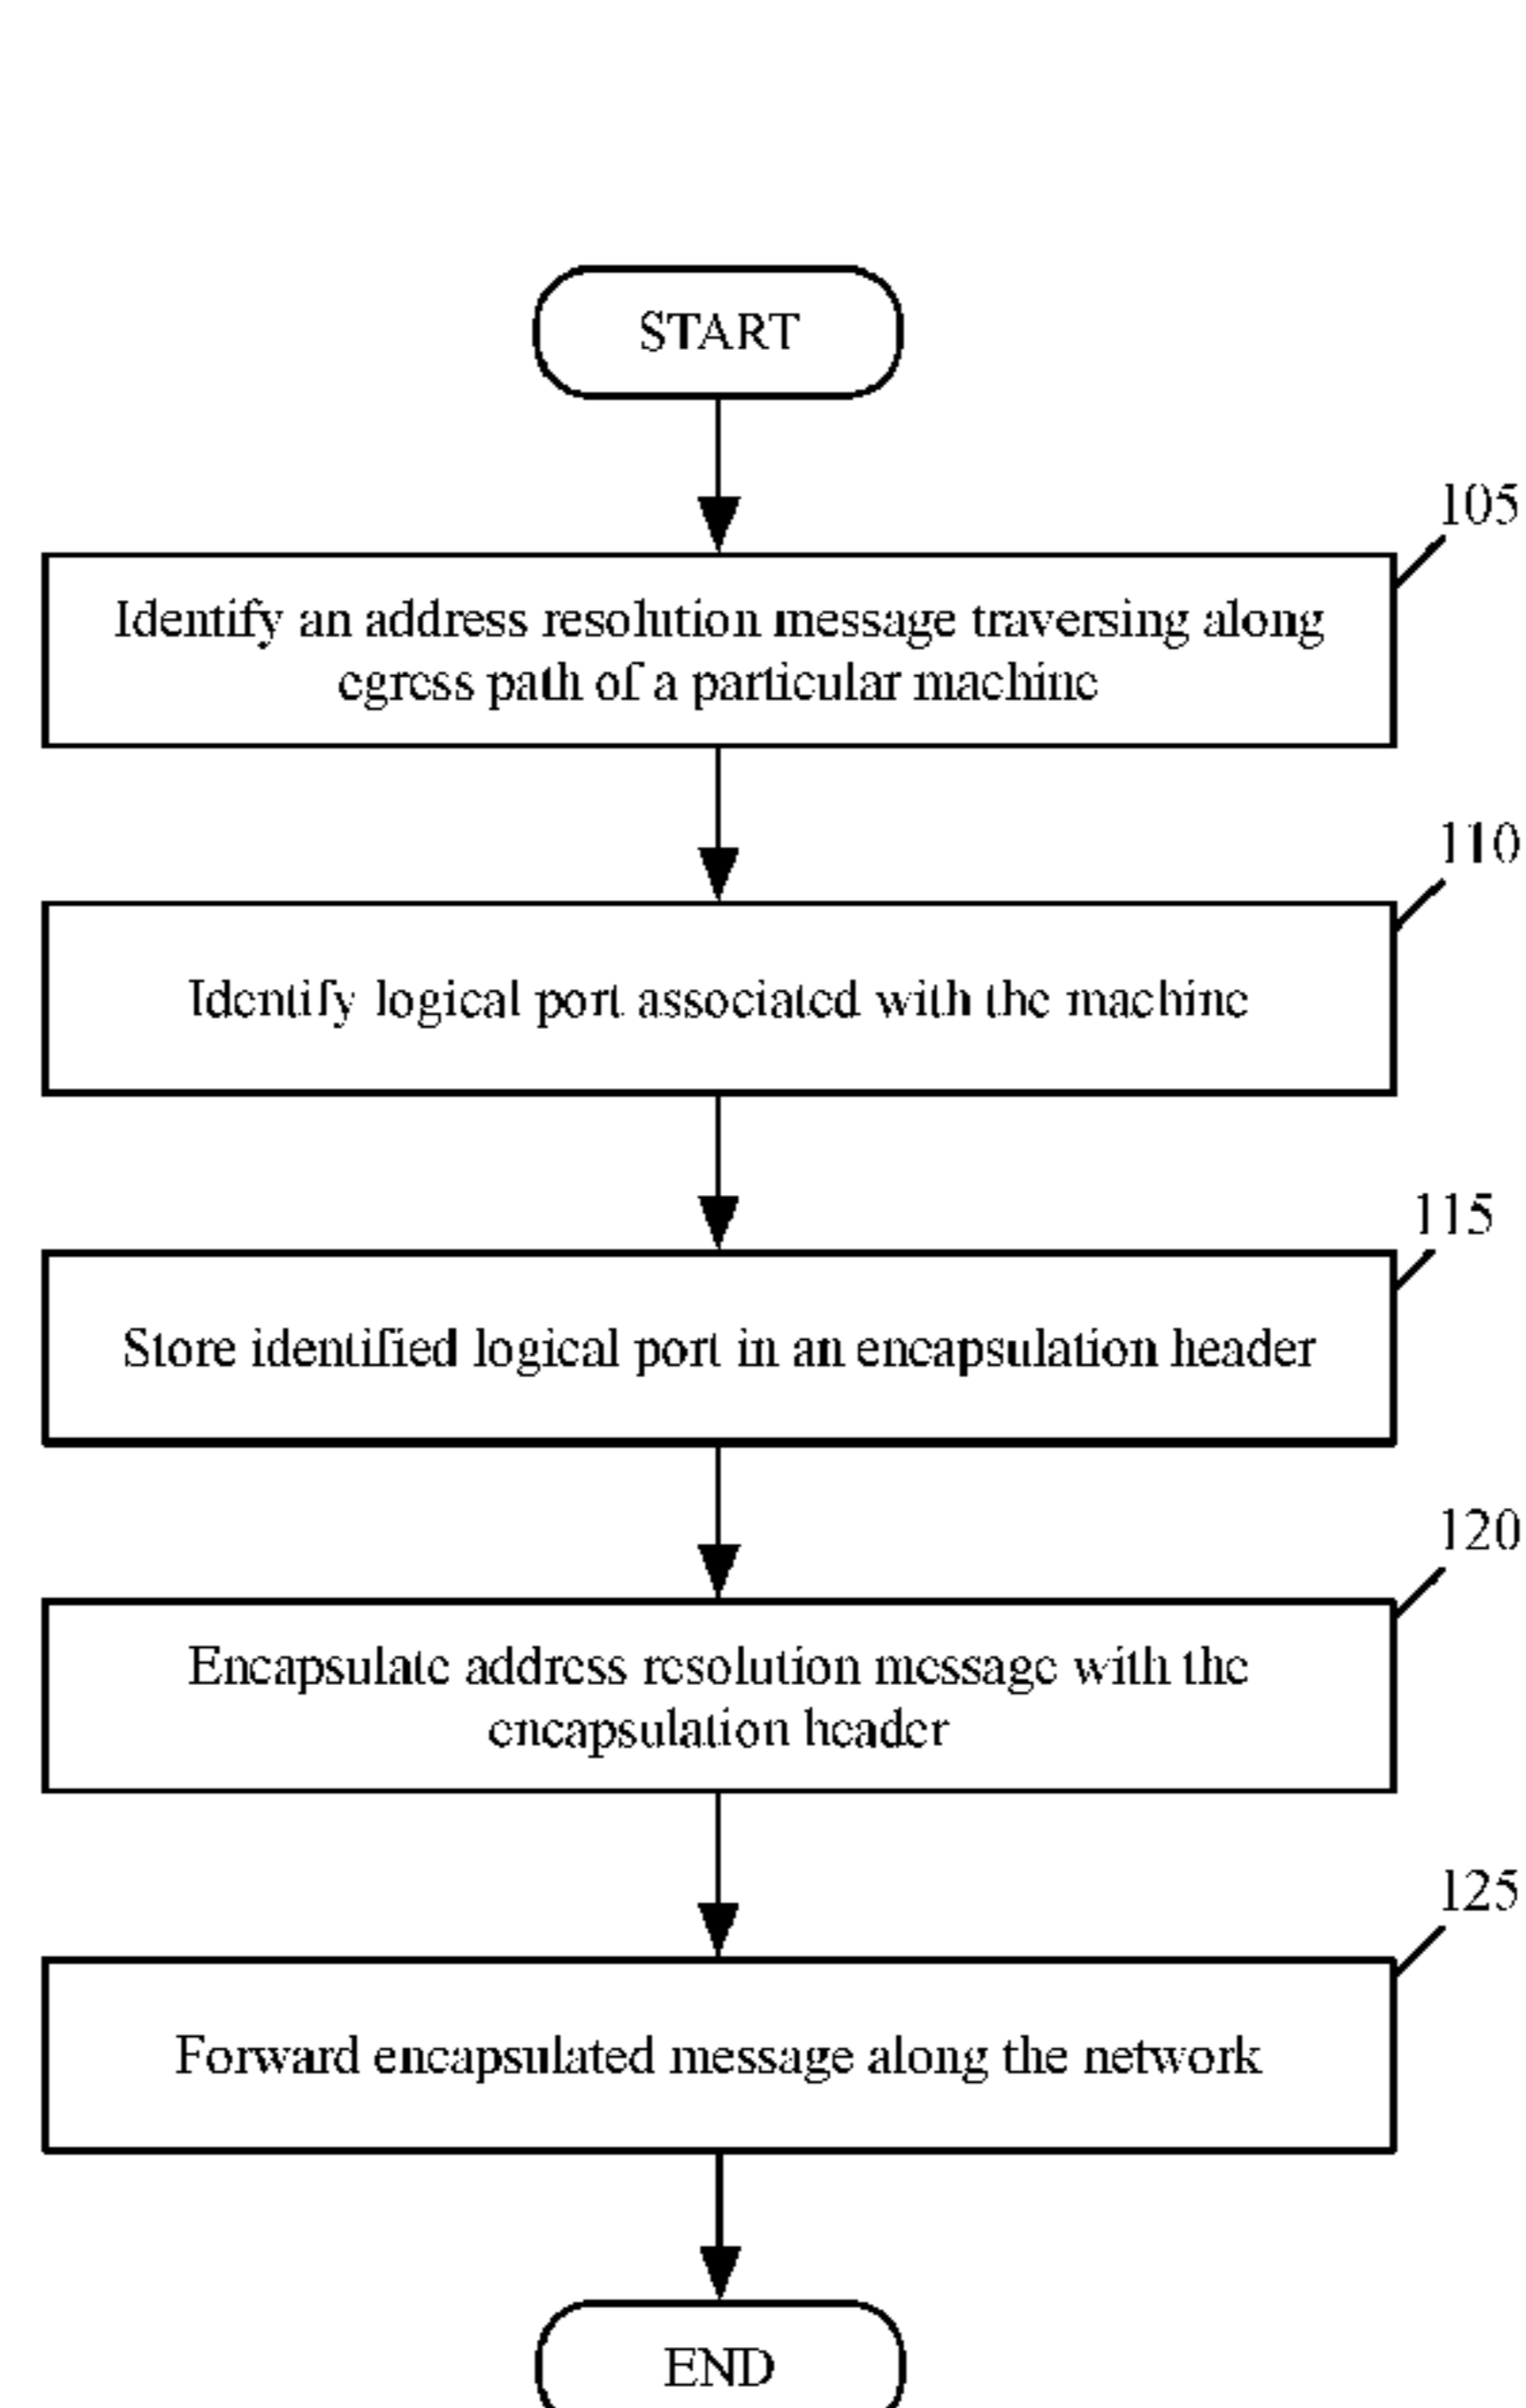 START
105
Identify an address resolution message traversing along
egress path of a particular machine
110
Identify logical port associated with the machine
115
Store identified logical port in an encapsulation header
120
Encapsulate address resolution message with the
encapsulation header
125
Forward encapsulated message along the network
END